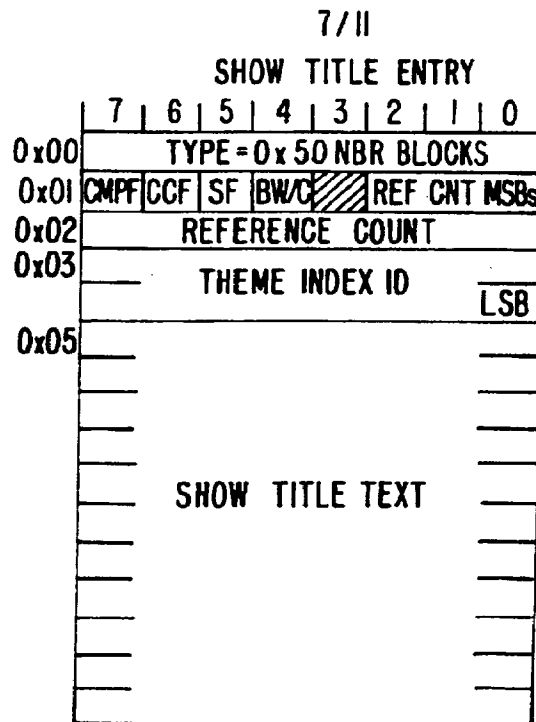 7/11
SHOW TITLE ENTRY
7 6 5 4 3 2 1 0
0x00 TYPE = 0x50 NBR BLOCKS
0x01 CMPF CCF SF BW/C REF CNT MSBs
0x02 REFERENCE COUNT
0x03 THEME INDEX ID
LSB
0x05
SHOW TITLE TEXT